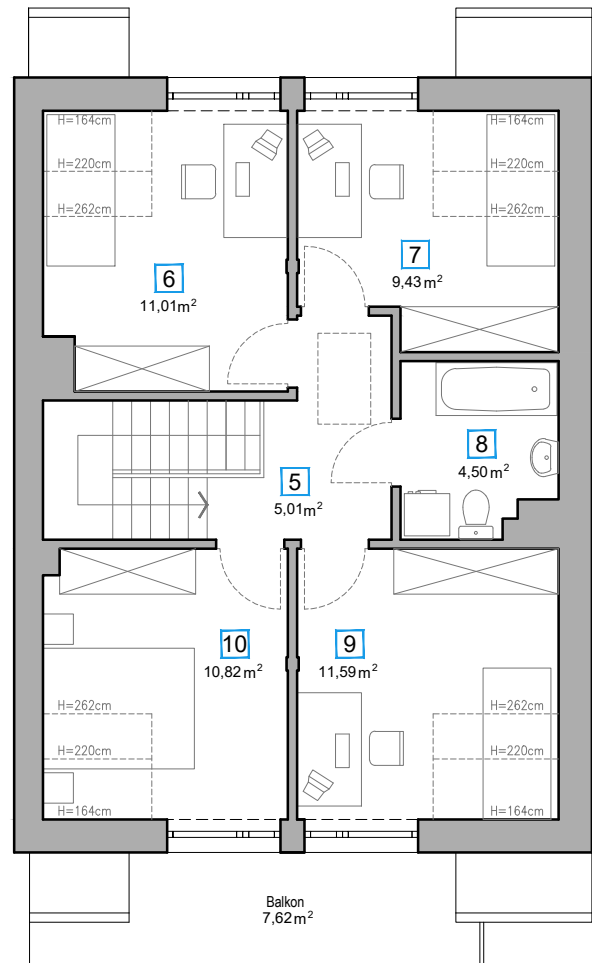 H=164cm
H=164cm
H=220cm
H=220cm
H=262cm
H=262cm
6
11,01m²
7
9,43m²
8
4,50m²
5
5,01m²
10
10,82m²
9
11,59m²
H=262cm
H=262cm
H=220cm
H=220cm
H=164cm
H=164cm
Balkon
7,62m²